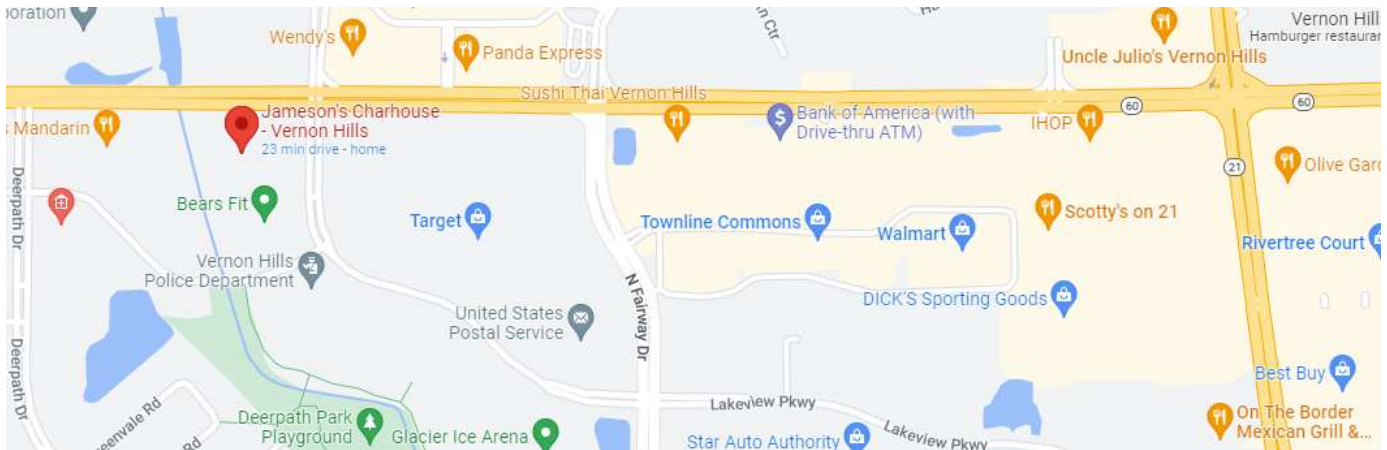 oration
Wendy's
Panda Express
n Ctr
Uncle Julio's Vernon Hills
Vernon Hill
Hamburger restauran
Sushi Thai Vernon Hills
s Mandarin
Jameson's Charhouse
- Vernon Hills
23 min drive - home
Bank of America (with
Drive-thru ATM)
IHOP
60
60
21
Olive Gard
Deerpath Dr
Bears Fit
Target
Townline Commons
Walmart
Scotty's on 21
Rivertree Court
Vernon Hills
Police Department
N Fairway Dr
DICK'S Sporting Goods
United States
Postal Service
Deerpath Dr
Best Buy
reenvale Rd
Rd
Deerpath Park
Playground
Glacier Ice Arena
Lakeview Pkwy
Star Auto Authority
Lakeview Pkwy
On The Border
Mexican Grill &...